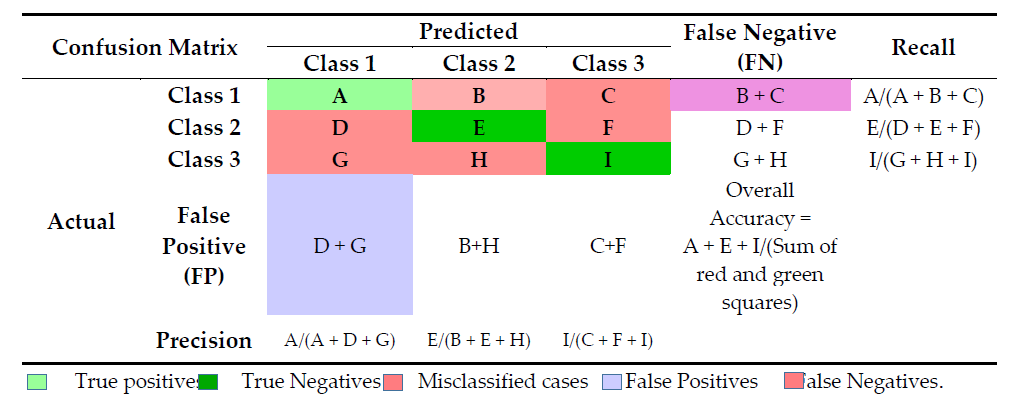 Confusion Matrix Predicted False Negative (FN) Recall
Class 1 Class 2 Class 3
Class 1 A B C B + C A/(A + B + C)
Class 2 D E F D + F E/(D + E + F)
Class 3 G H I G + H I/(G + H + I)
Actual
False
Positive
(FP)
D + G B+H C+F
Overall
Accuracy =
A + E + I/(Sum of
red and green
squares)
Precision A/(A + D + G) E/(B + E + H) I/(C + F + I)
True positives True Negatives Misclassified cases False Positives alse Negatives.